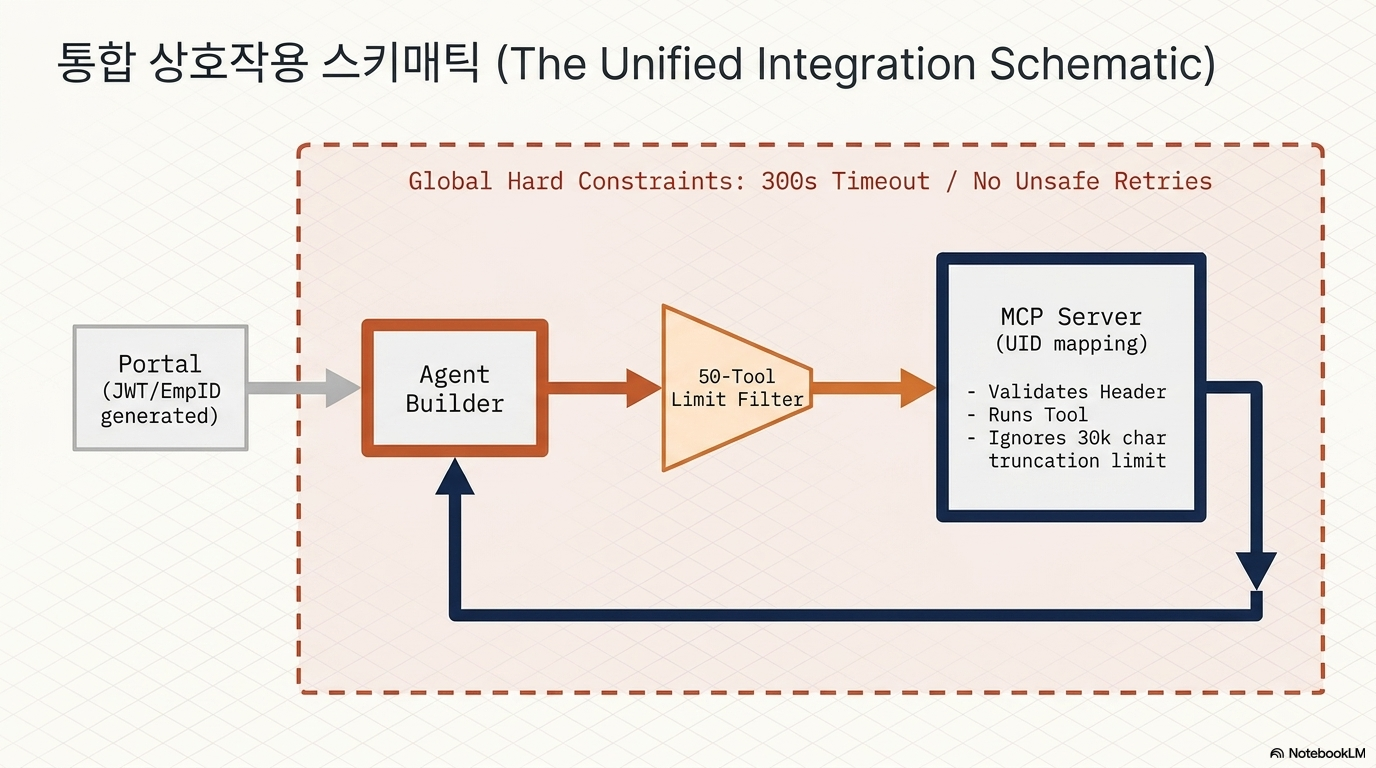 통합 상호작용 스키매틱 (The Unified Integration Schematic)
Global Hard Constraints: 300s Timeout / No Unsafe Retries
Portal
(JWT/EmpID
generated)
Agent
Builder
50-Tool
Limit Filter
MCP Server
(UID mapping)
- Validates Header
- Runs Tool
- Ignores 30k char
truncation limit
NotebookLM